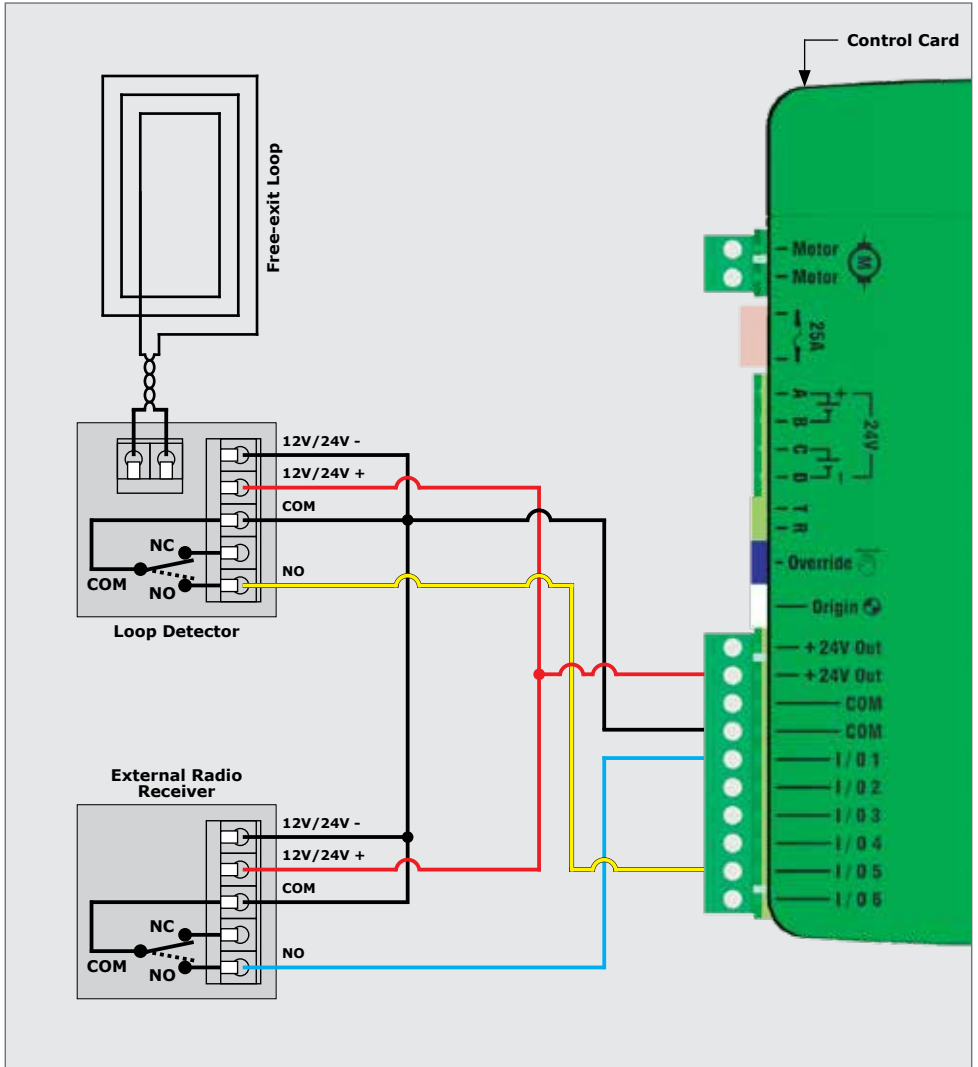 Control Card
Free-exit Loop
Motor
Motor
M
25A
A
B
C
D
+
−
24V
T
R
Override
Origin
+24V Out
+24V Out
COM
COM
I/O 1
I/O 2
I/O 3
I/O 4
I/O 5
I/O 6
12V/24V -
12V/24V +
COM
NC
COM
NO
NO
Loop Detector
External Radio
Receiver
12V/24V -
12V/24V +
COM
NC
COM
NO
NO